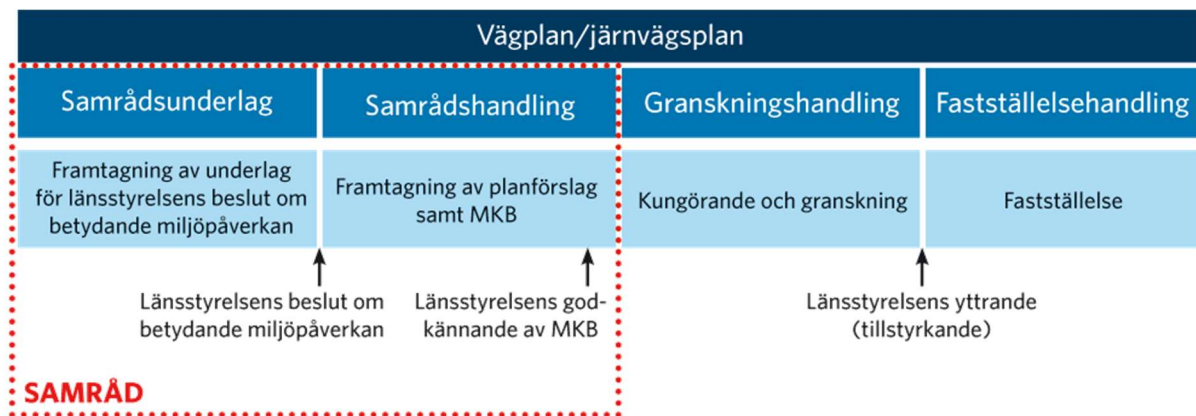 Vägplan/järnvägsplan
Samrådsunderlag
Samrådshandling
Granskningshandling
Fastställelsehandling
Framtagning av underlag
för länsstyrelsens beslut om
betydande miljöpåverkan
Framtagning av planförslag
samt MKB
Kungörande och granskning
Fastställelse
Länsstyrelsens beslut om
betydande miljöpåverkan
Länsstyrelsens god-
kännande av MKB
Länsstyrelsens yttrande
(tillstyrkande)
SAMRÅD